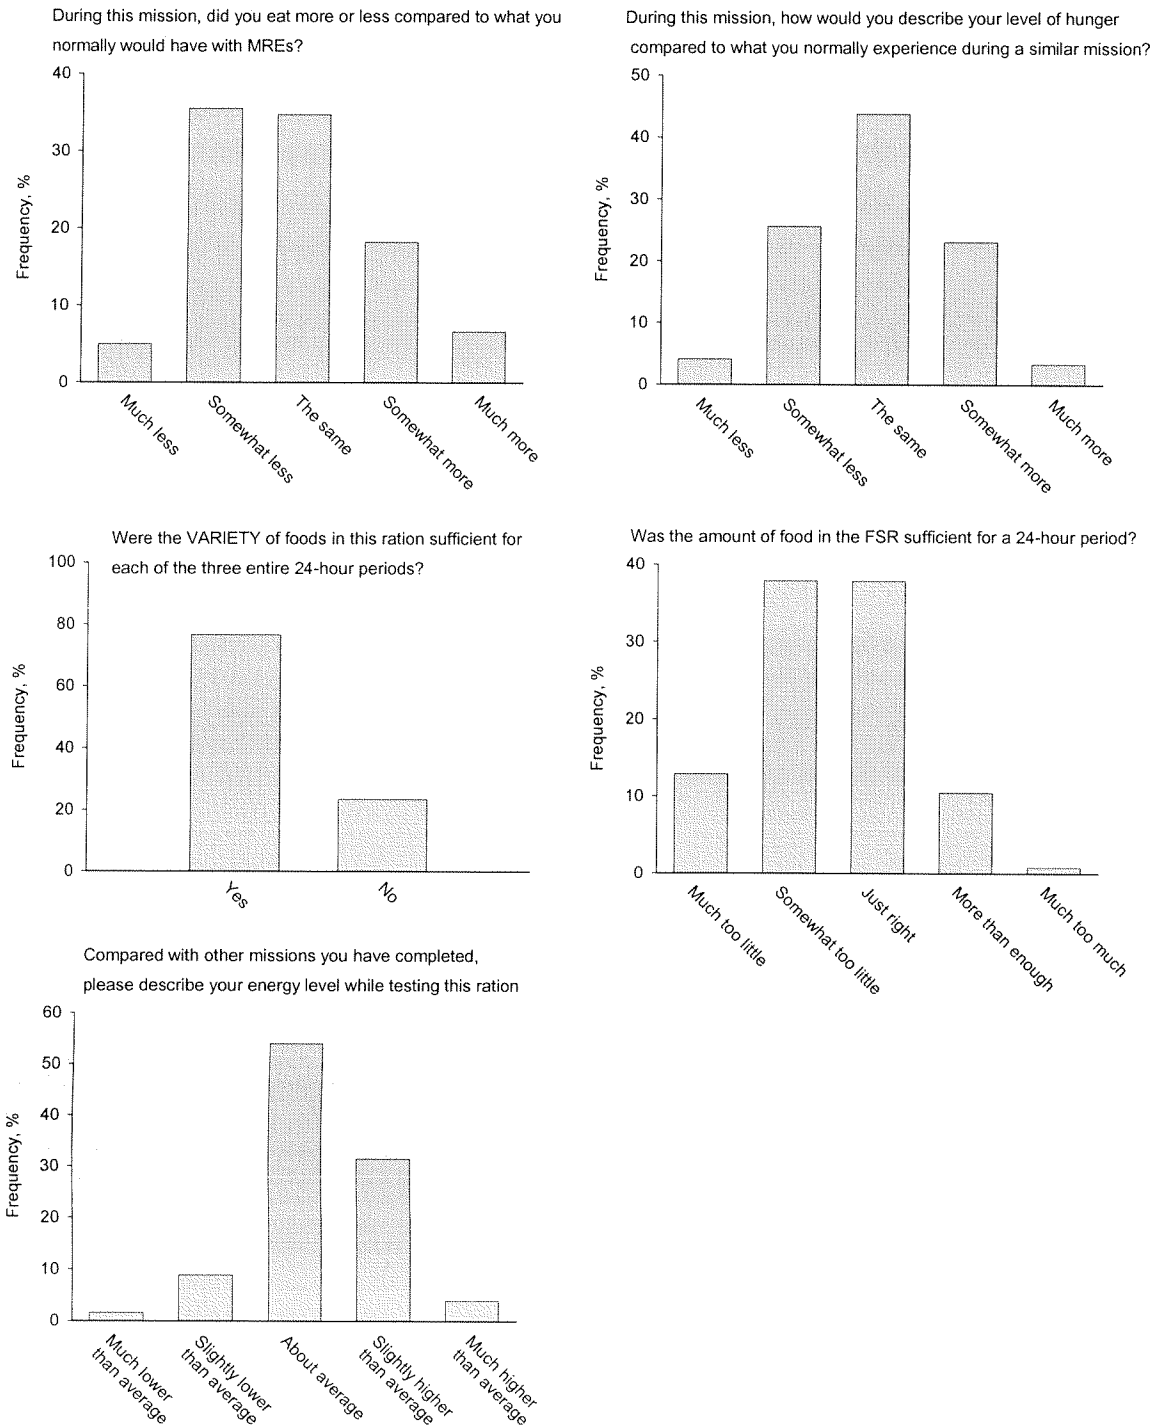 During this mission, did you eat more or less compared to what you
normally would have with MREs?
40
30
20
10
0
Frequency, %
Much less
Somewhat less
The same
Somewhat more
Much more
During this mission, how would you describe your level of hunger
compared to what you normally experience during a similar mission?
50
40
30
20
10
0
Frequency, %
Much less
Somewhat less
The same
Somewhat more
Much more
Were the VARIETY of foods in this ration sufficient for
each of the three entire 24-hour periods?
100
80
60
40
20
0
Frequency, %
Yes
No
Was the amount of food in the FSR sufficient for a 24-hour period?
40
30
20
10
0
Frequency, %
Much too little
Somewhat too little
Just right
More than enough
Much too much
Compared with other missions you have completed,
please describe your energy level while testing this ration
60
50
40
30
20
10
0
Frequency, %
Much lower
than average
Slightly lower
than average
About average
Slightly higher
than average
Much higher
than average